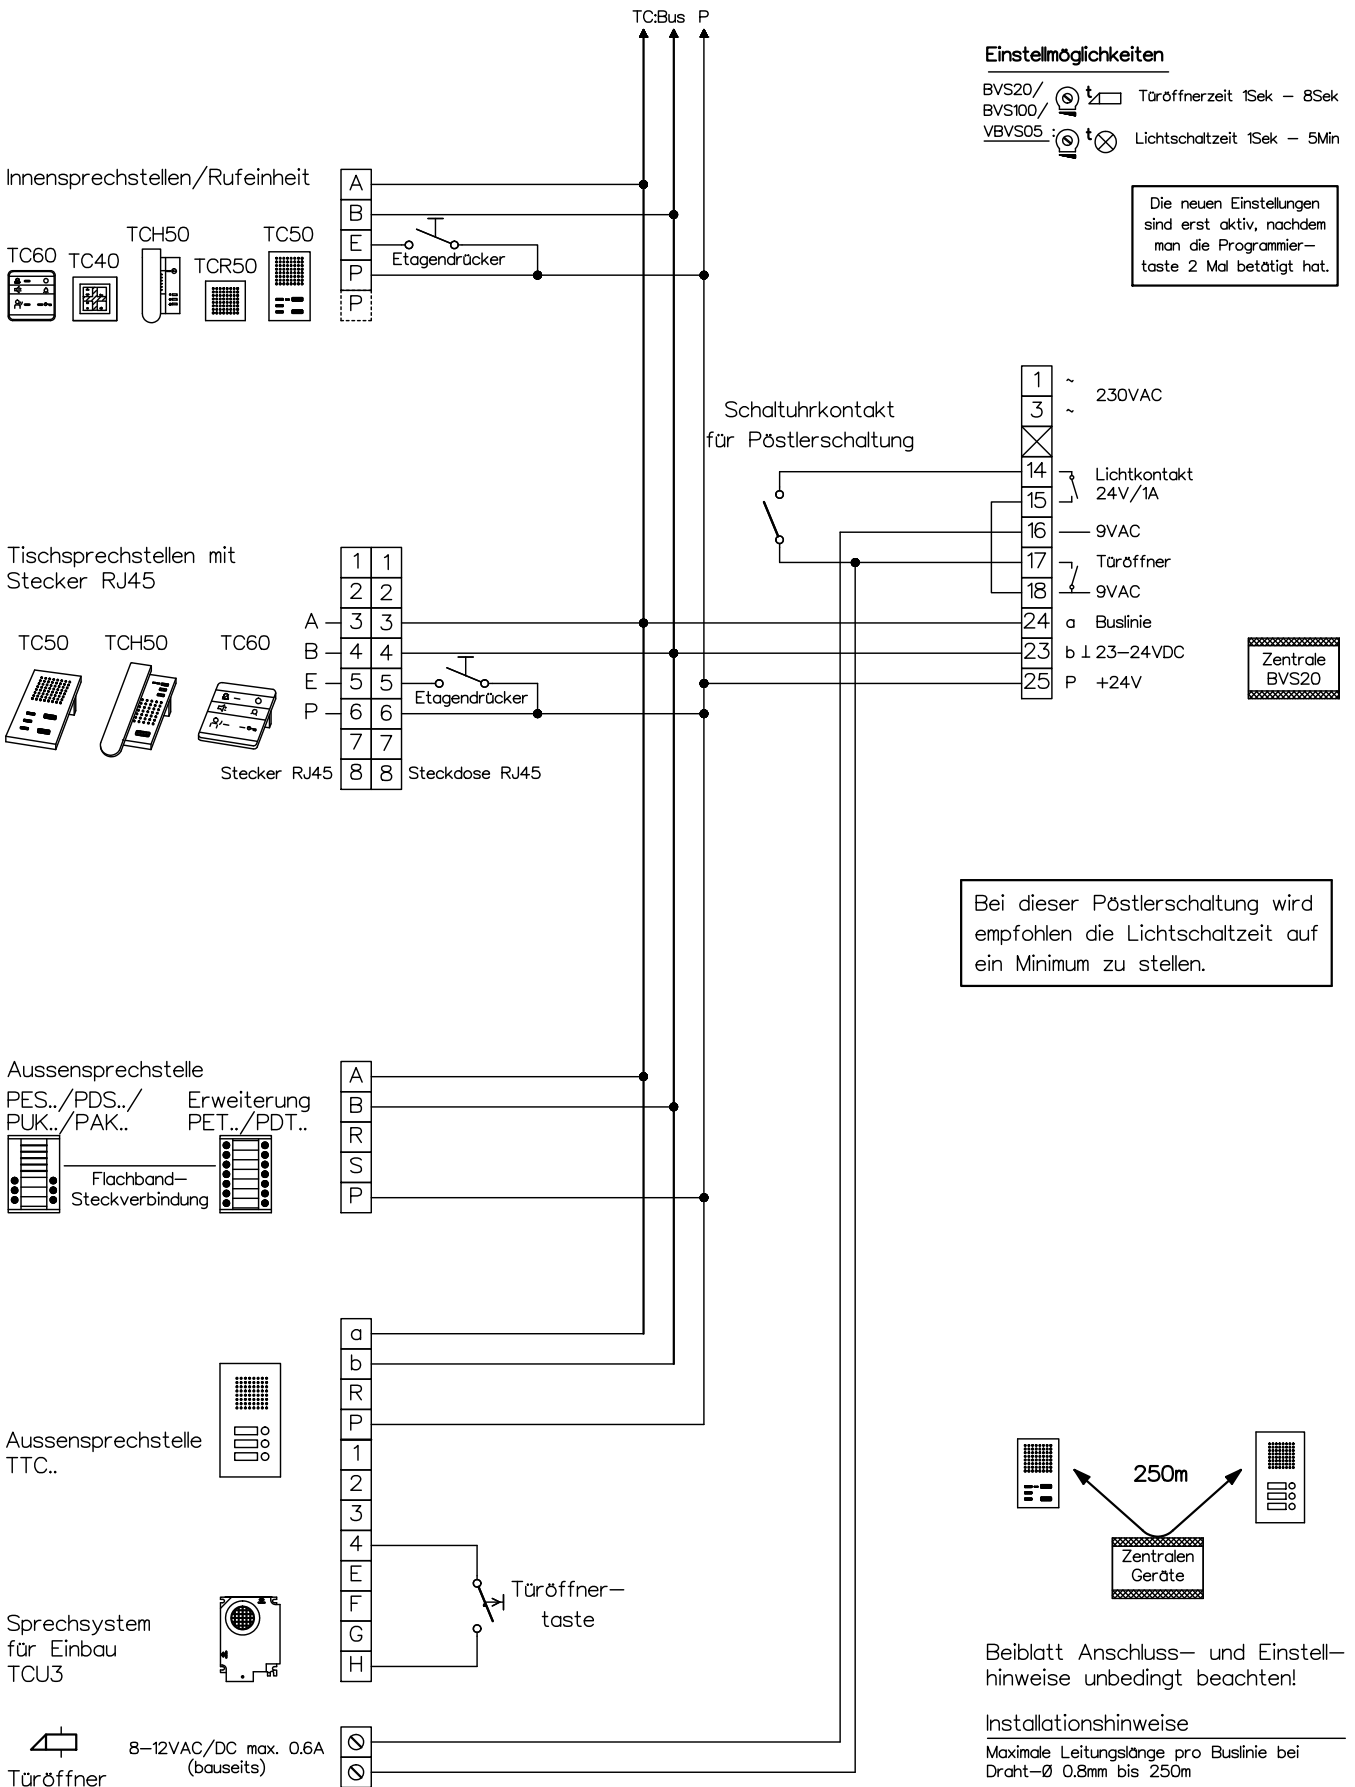 TC:Bus P
Einstellmöglichkeiten
BVS20/
BVS100/
VBVS05 :
t Türöffnerzeit 1Sek – 8Sek
t Lichtschaltzeit 1Sek – 5Min
Die neuen Einstellungen
sind erst aktiv, nachdem
man die Programmier–
taste 2 Mal betätigt hat.
Innensprechstellen/Rufeinheit
TC60
TC40
TCH50
TCR50
TC50
A
B
E
P
P
Etagendrücker
Schaltuhrkontakt
für Pöstlerschaltung
1 ~
230VAC
3 ~
14 Lichtkontakt
15 24V/1A
16 9VAC
17 Türöffner
18 9VAC
24 a Buslinie
23 b ⊥ 23–24VDC
25 P +24V
Zentrale
BVS20
Tischsprechstellen mit
Stecker RJ45
TC50
TCH50
TC60
1 1
2 2
A 3 3
B 4 4
E 5 5
P 6 6
7 7
Stecker RJ45 8 8 Steckdose RJ45
Etagendrücker
Bei dieser Pöstlerschaltung wird
empfohlen die Lichtschaltzeit auf
ein Minimum zu stellen.
Aussensprechstelle
PES../PDS../
PUK../PAK..
Erweiterung
PET../PDT..
Flachband–
Steckverbindung
A
B
R
S
P
Aussensprechstelle
TTC..
a
b
R
P
1
2
3
4
E
F
G
H
Türöffner–
taste
Sprechsystem
für Einbau
TCU3
Türöffner
8–12VAC/DC max. 0.6A
(bauseits)
250m
Zentralen
Geräte
Beiblatt Anschluss– und Einstell–
hinweise unbedingt beachten!
Installationshinweise
Maximale Leitungslänge pro Buslinie bei
Draht–Ø 0.8mm bis 250m